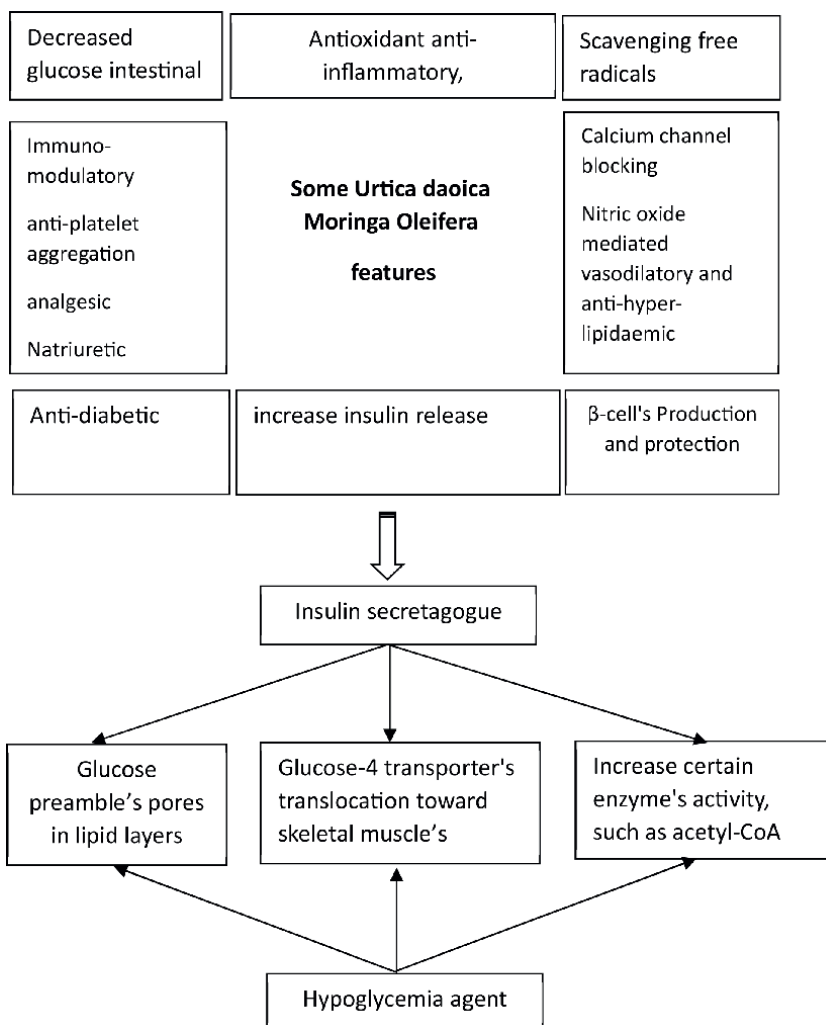 Decreased
glucose intestinal
Antioxidant anti-
inflammatory,
Scavenging free
radicals
Immuno-
modulatory
anti-platelet
aggregation
analgesic
Natriuretic
Some Urtica daoica
Moringa Oleifera
features
Calcium channel
blocking
Nitric oxide
mediated
vasodilatory and
anti-hyper-
lipidaemic
Anti-diabetic
increase insulin release
β-cell's Production
and protection
Insulin secretagogue
Glucose
preamble’s pores
in lipid layers
Glucose-4 transporter's
translocation toward
skeletal muscle’s
Increase certain
enzyme's activity,
such as acetyl-CoA
Hypoglycemia agent